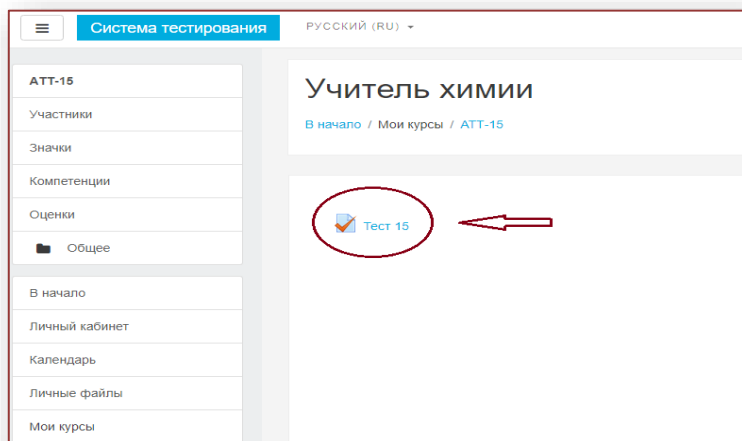 Система тестирования
РУССКИЙ (RU)
АТТ-15
Участники
Значки
Компетенции
Оценки
Общее
В начало
Личный кабинет
Календарь
Личные файлы
Мои курсы
Учитель химии
В начало / Мои курсы / АТТ-15
Тест 15